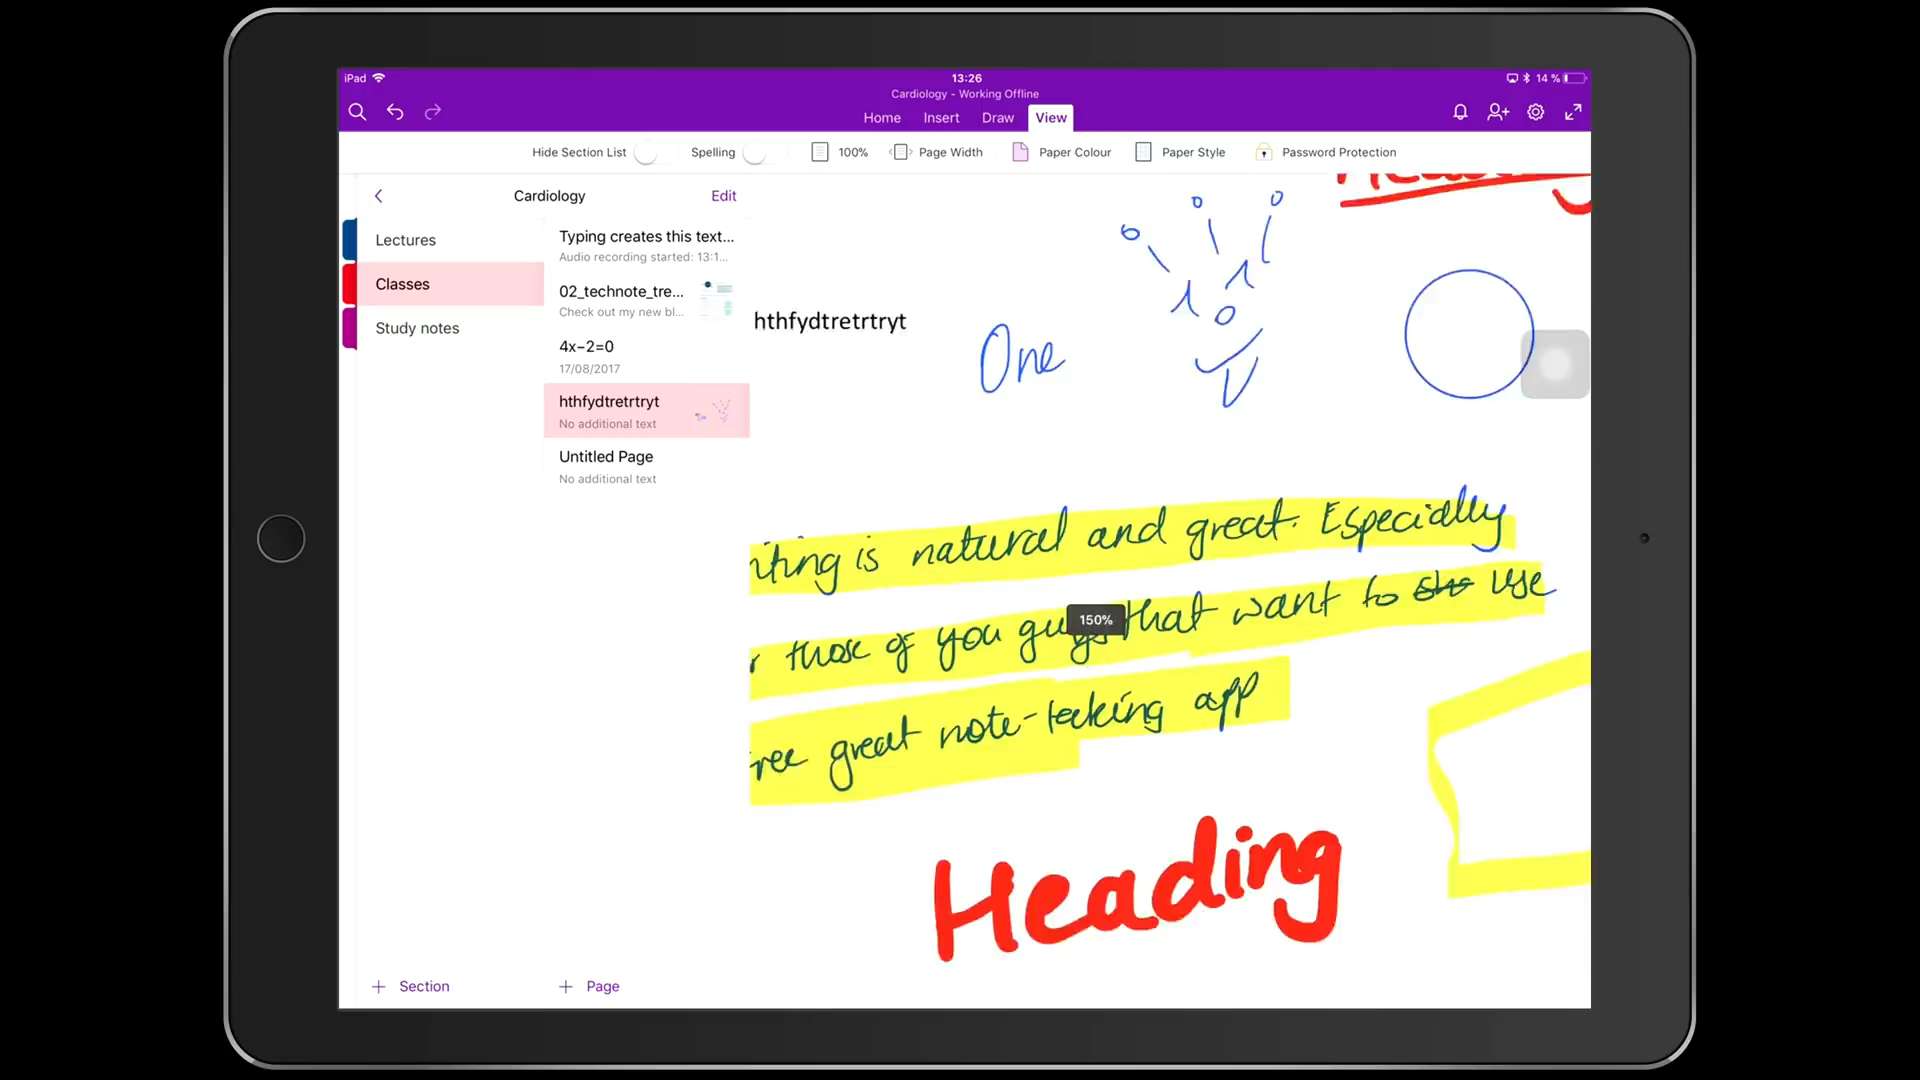 iPad
13:26
14 %
Cardiology - Working Offline
Home Insert Draw View
Hide Section List Spelling 100% Page Width Paper Colour Paper Style Password Protection
Cardiology Edit
Lectures
Classes
Study notes
Typing creates this text...
Audio recording started: 13:1...
02_technote_tre...
Check out my new bl...
4x−2=0
17/08/2017
hthfydtretrtryt
No additional text
Untitled Page
No additional text
hthfydtretrtryt
One
is natural and great. Especially
those of you guys that want to use
great note-taking app
150%
Heading
+ Section
+ Page